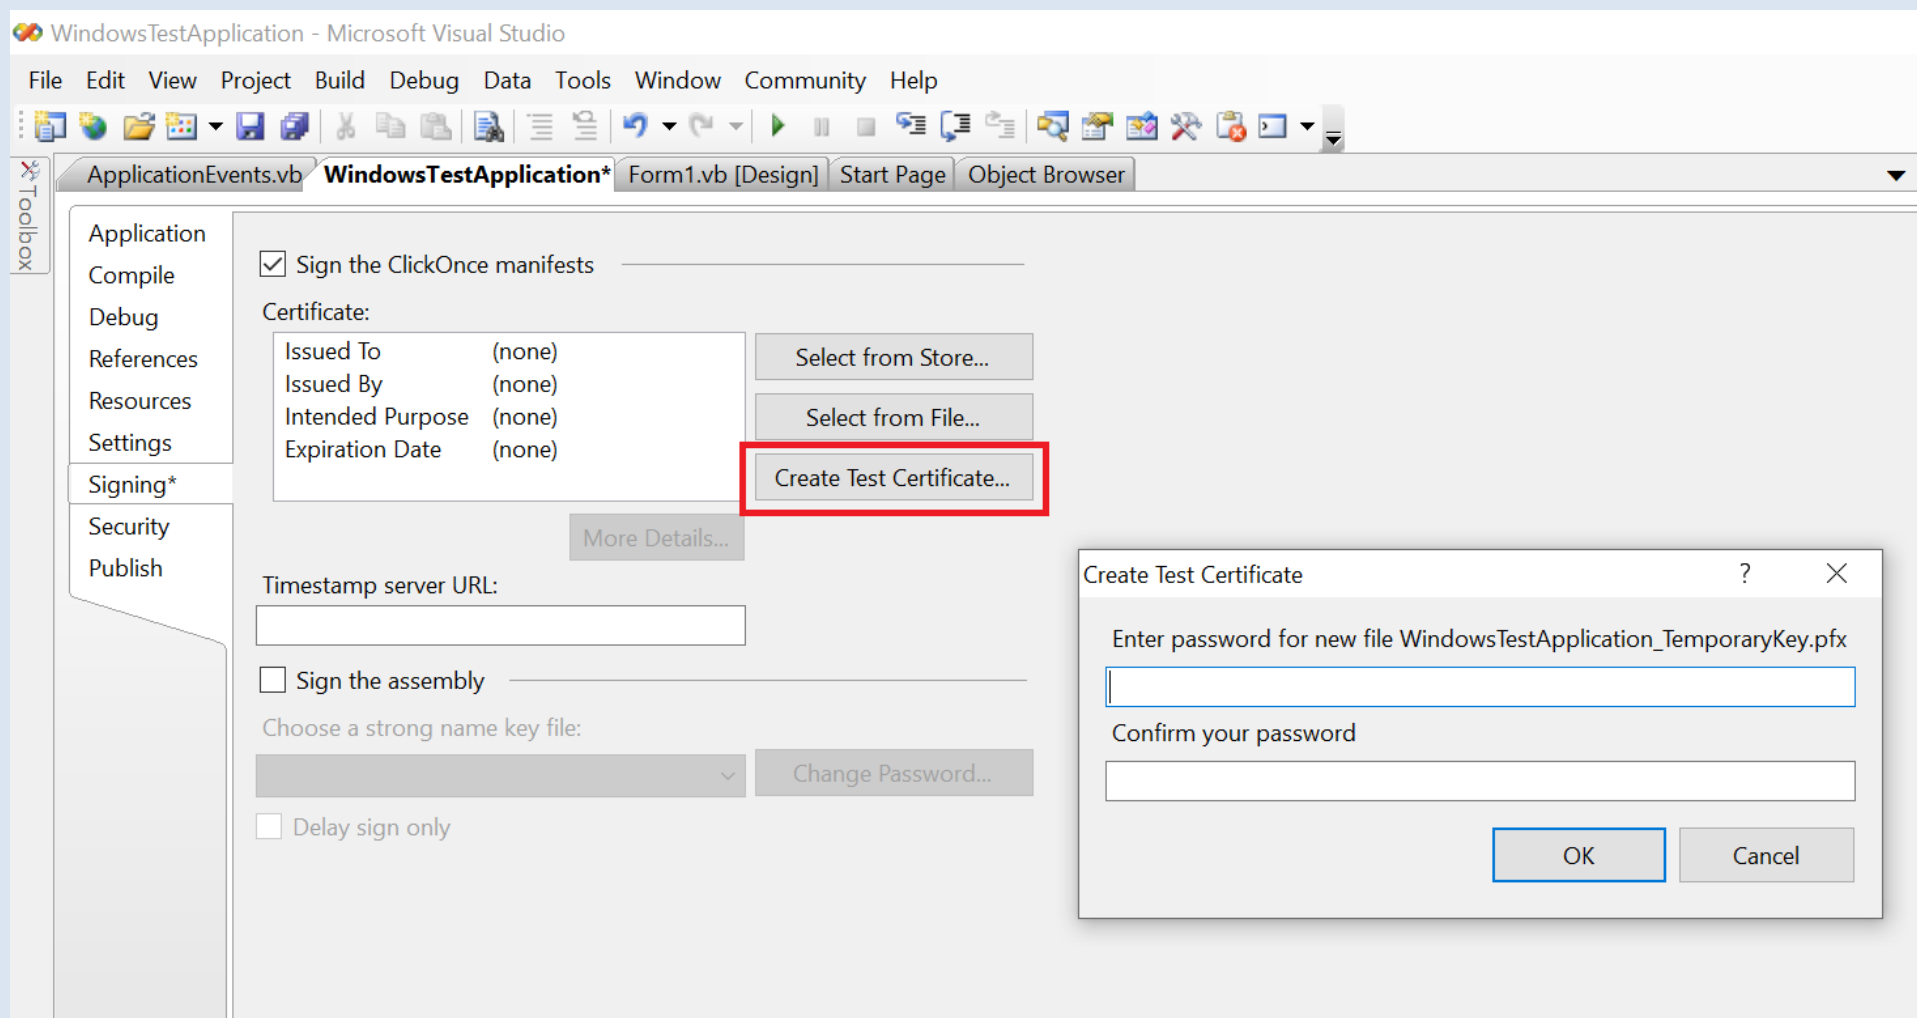 WindowsTestApplication - Microsoft Visual Studio
File Edit View Project Build Debug Data Tools Window Community Help
Toolbox
ApplicationEvents.vb WindowsTestApplication* Form1.vb [Design] Start Page Object Browser
Application
Compile
Debug
References
Resources
Settings
Signing*
Security
Publish
Sign the ClickOnce manifests
Certificate:
Issued To (none)
Issued By (none)
Intended Purpose (none)
Expiration Date (none)
Select from Store...
Select from File...
Create Test Certificate...
More Details...
Timestamp server URL:
Sign the assembly
Choose a strong name key file:
Change Password...
Delay sign only
Create Test Certificate ?
Enter password for new file WindowsTestApplication_TemporaryKey.pfx
Confirm your password
OK Cancel